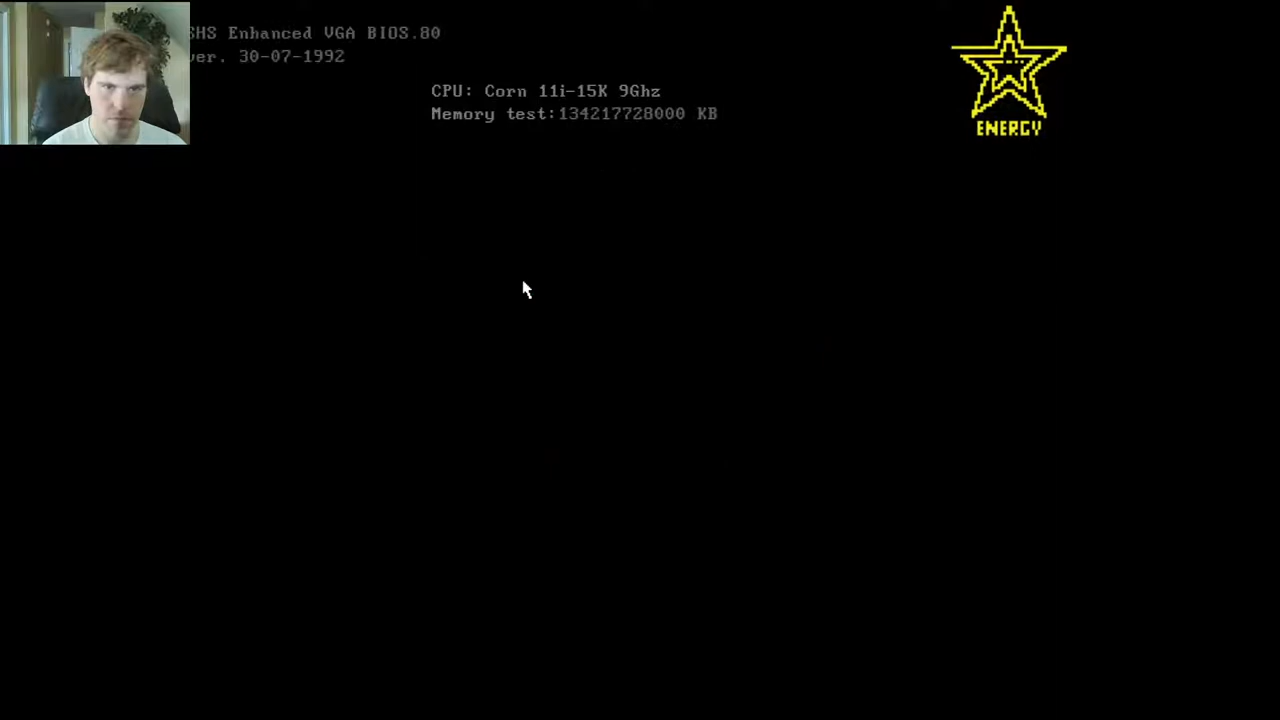 SHS Enhanced VGA BIOS.80
ver. 30-07-1992
CPU: Corn 11i-15K 9Ghz
Memory test:134217728000 KB
ENERGY